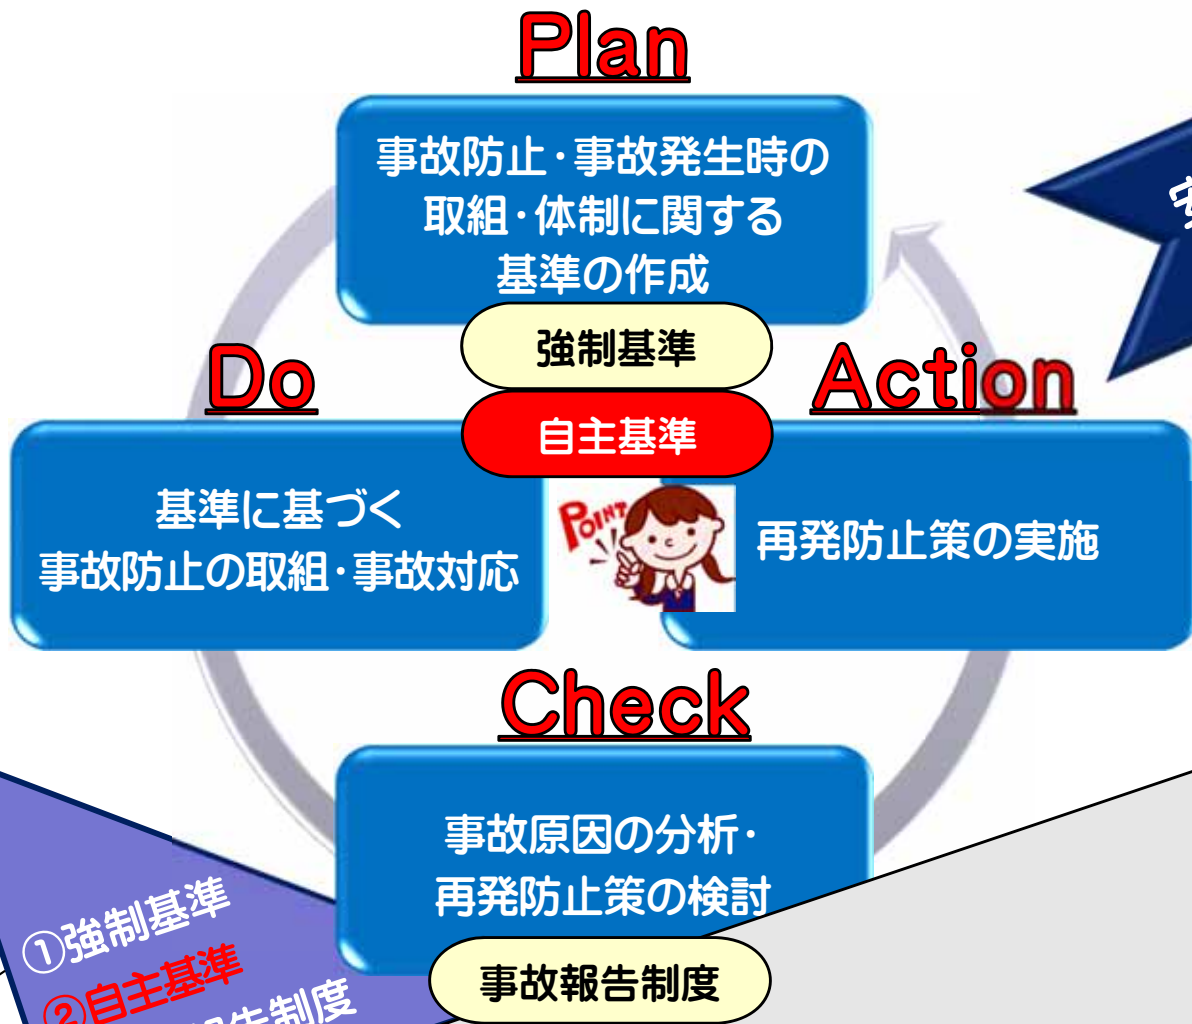 Plan
事故防止・事故発生時の
取組・体制に関する
基準の作成
強制基準
自主基準
Do
基準に基づく
事故防止の取組・事故対応
POINT
Action
再発防止策の実施
Check
事故原因の分析・
再発防止策の検討
事故報告制度
①強制基準
②自主基準
告制度